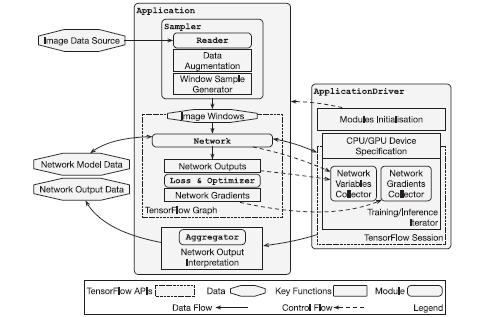 Application
Sampler
Reader
Image Data Source
Data
Augmentation
Window Sample
Generator
ApplicationDriver
Image Windows
Modules Initialisation
Network
CPU/GPU Device
Specification
Network Model Data
Network Outputs
Network
Variables
Collector
Network
Gradients
Collector
Network Output Data
Loss & Optimizer
Network Gradients
TensorFlow Graph
Training/Inference
Iterator
TensorFlow Session
Aggregator
Network Output
Interpretation
TensorFlow APIs
Data
Key Functions
Module
Data Flow
Control Flow
Legend